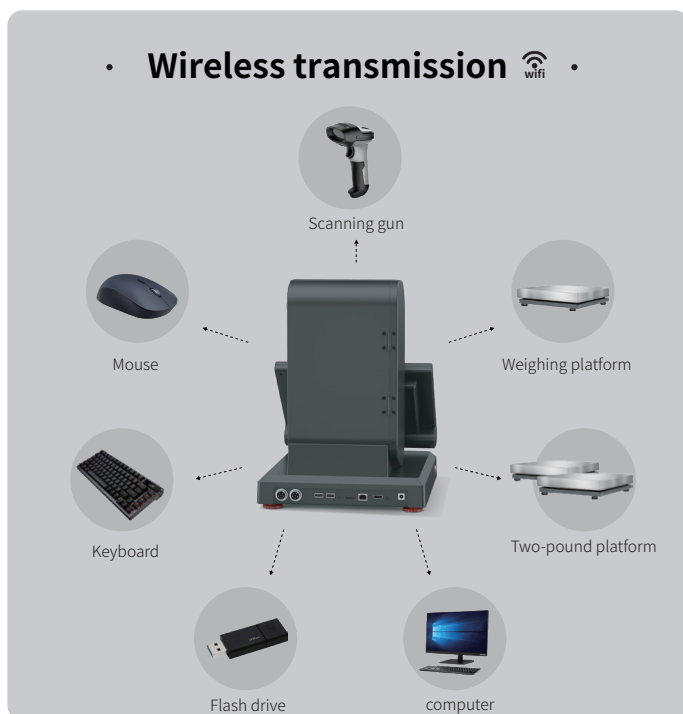 Wireless transmission wifi
Scanning gun
Mouse
Weighing platform
Keyboard
Two-pound platform
Flash drive
computer